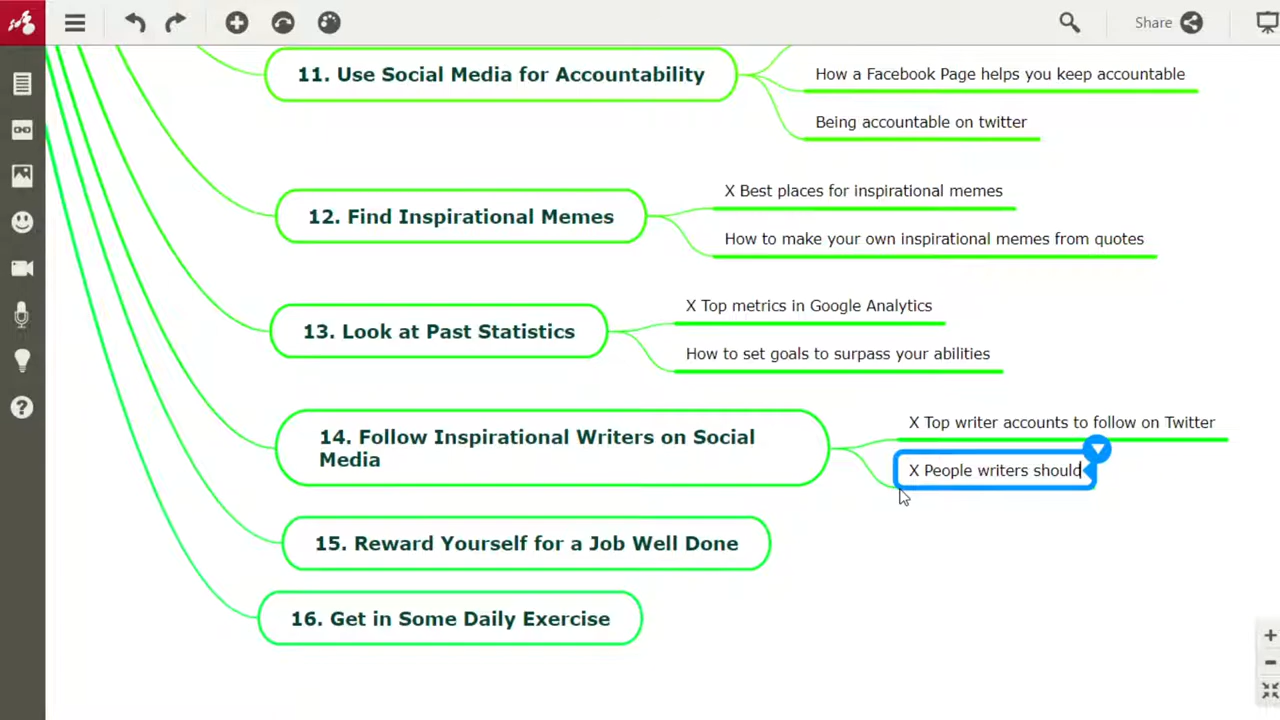 Share
11. Use Social Media for Accountability
How a Facebook Page helps you keep accountable
Being accountable on twitter
12. Find Inspirational Memes
X Best places for inspirational memes
How to make your own inspirational memes from quotes
13. Look at Past Statistics
X Top metrics in Google Analytics
How to set goals to surpass your abilities
14. Follow Inspirational Writers on Social
Media
X Top writer accounts to follow on Twitter
X People writers should
15. Reward Yourself for a Job Well Done
16. Get in Some Daily Exercise